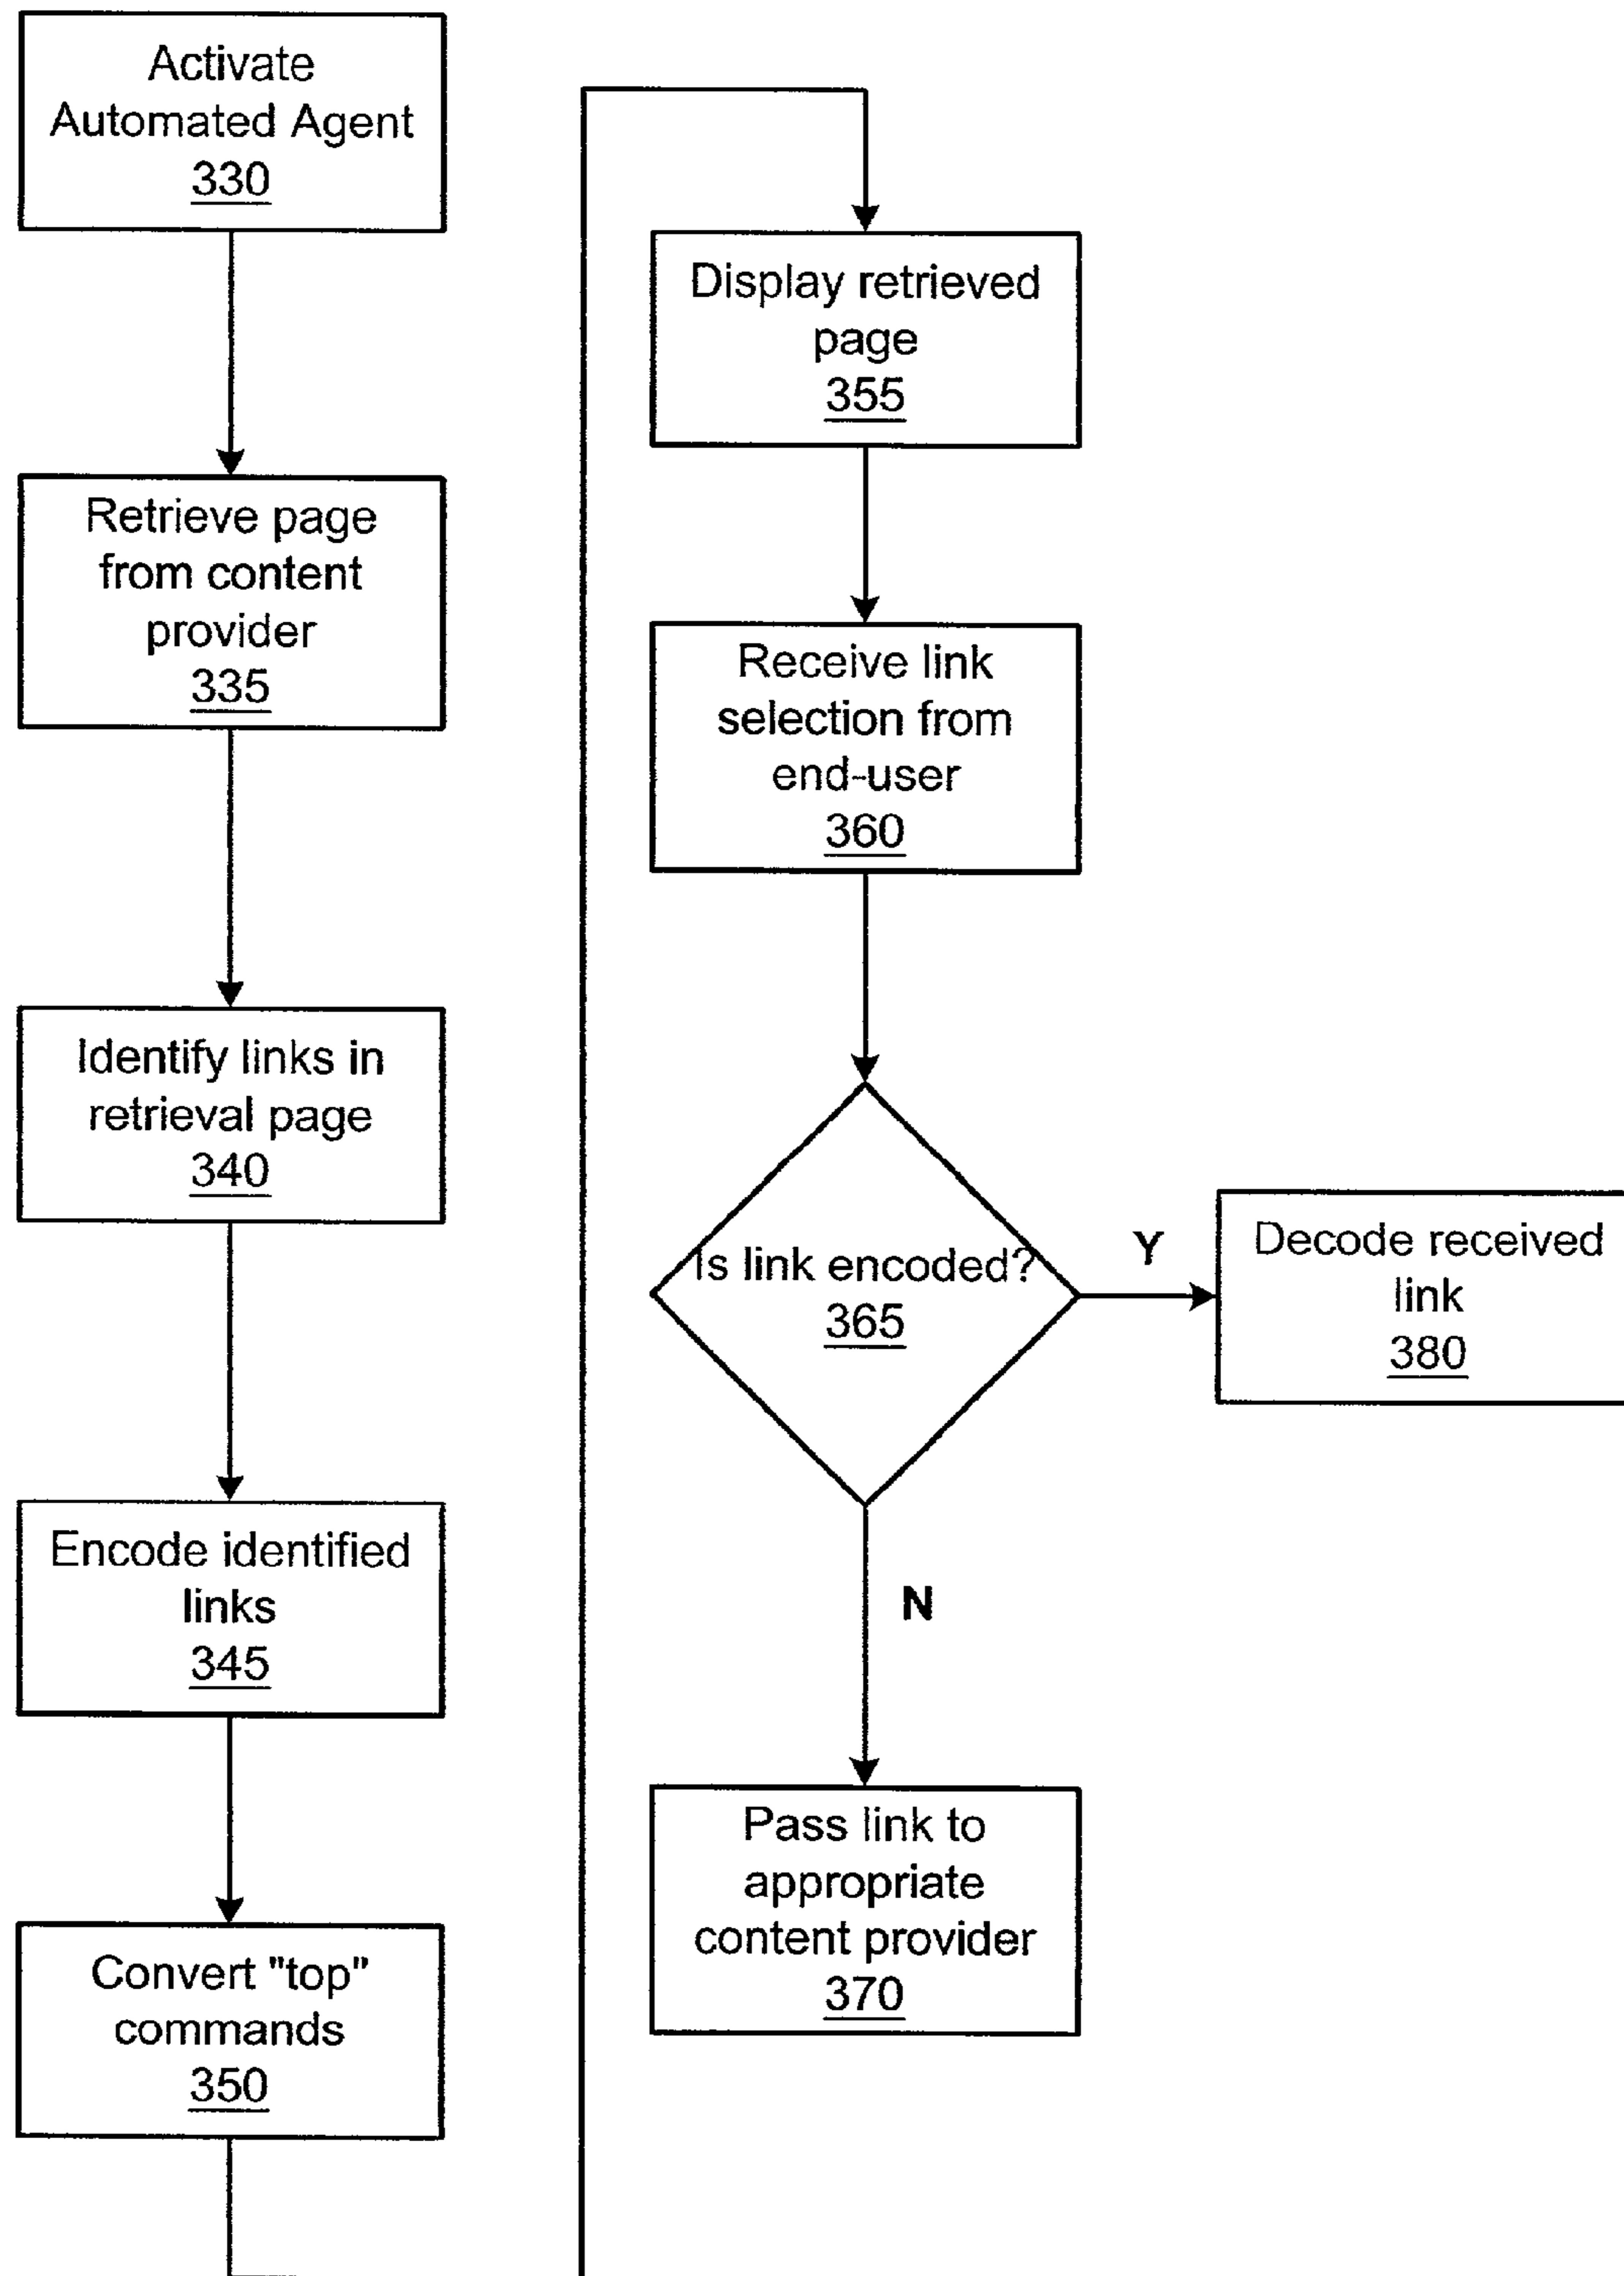 Activate
Automated Agent
330
Retrieve page
from content
provider
335
Identify links in
retrieval page
340
Encode identified
links
345
Convert "top"
commands
350
Display retrieved
page
355
Receive link
selection from
end-user
360
Is link encoded?
365
Y
Decode received
link
380
N
Pass link to
appropriate
content provider
370